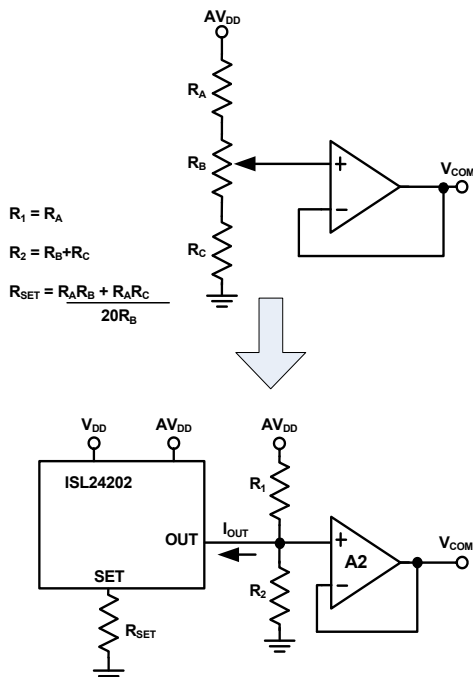 AVDD
RA
RB
+
−
VCOM
RC
R1 = RA
R2 = RB+RC
RSET = RARB + RARC
20RB
VDD
AVDD
AVDD
ISL24202
R1
OUT
IOUT
+
A2
−
VCOM
SET
R2
RSET